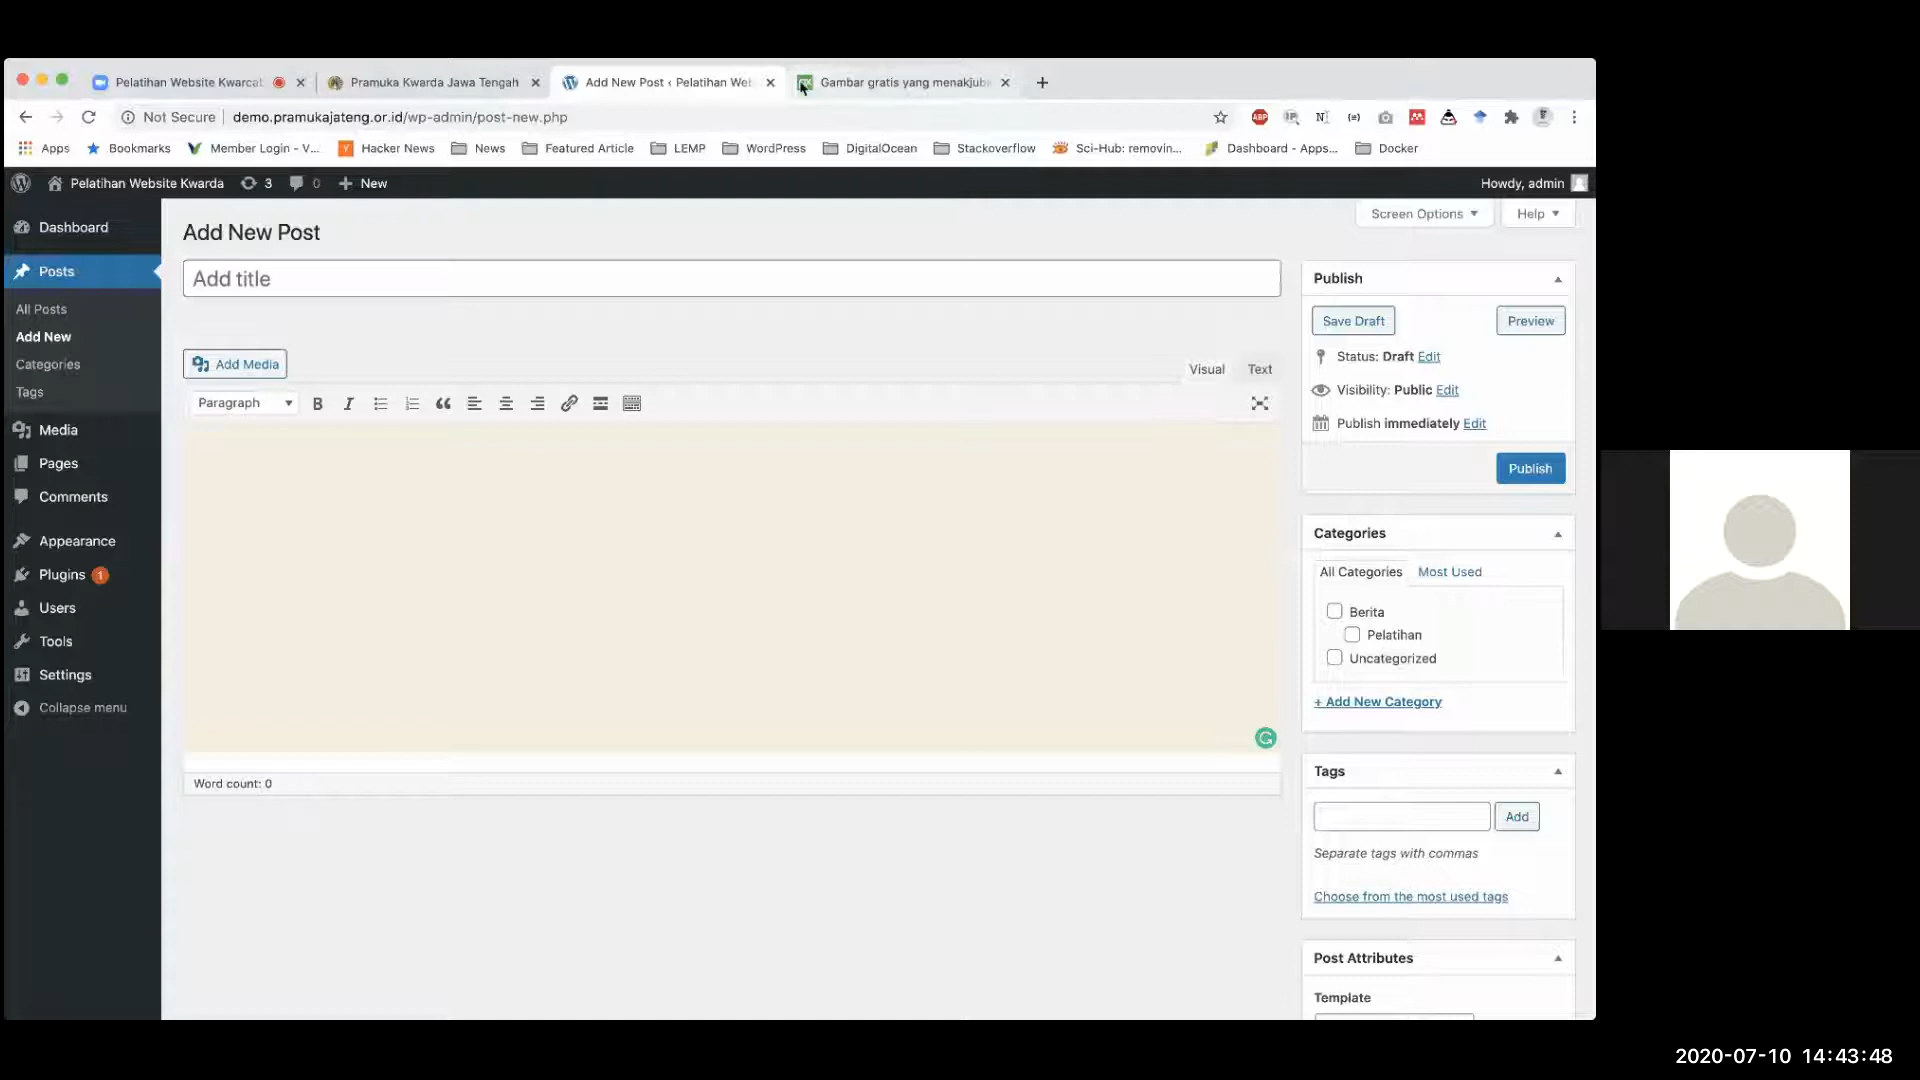 Pelatihan Website Kwarcat
Pramuka Kwarda Jawa Tengah
Add New Post ‹ Pelatihan Wel
Gambar gratis yang menakjub
Not Secure
demo.pramukajateng.or.id/wp-admin/post-new.php
ABP
Apps
Bookmarks
Member Login - V...
Hacker News
News
Featured Article
LEMP
WordPress
DigitalOcean
Stackoverflow
Sci-Hub: removin...
Dashboard - Apps...
Docker
Pelatihan Website Kwarda
3
0
New
Howdy, admin
Dashboard
Posts
All Posts
Add New
Categories
Tags
Media
Pages
Comments
Appearance
Plugins 1
Users
Tools
Settings
Collapse menu
Screen Options
Help
Add New Post
Add title
Add Media
Visual
Text
Paragraph
B
I
Word count: 0
Publish
Save Draft
Preview
Status: Draft Edit
Visibility: Public Edit
Publish immediately Edit
Publish
Categories
All Categories
Most Used
Berita
Pelatihan
Uncategorized
+ Add New Category
Tags
Add
Separate tags with commas
Choose from the most used tags
Post Attributes
Template
2020-07-10 14:43:48